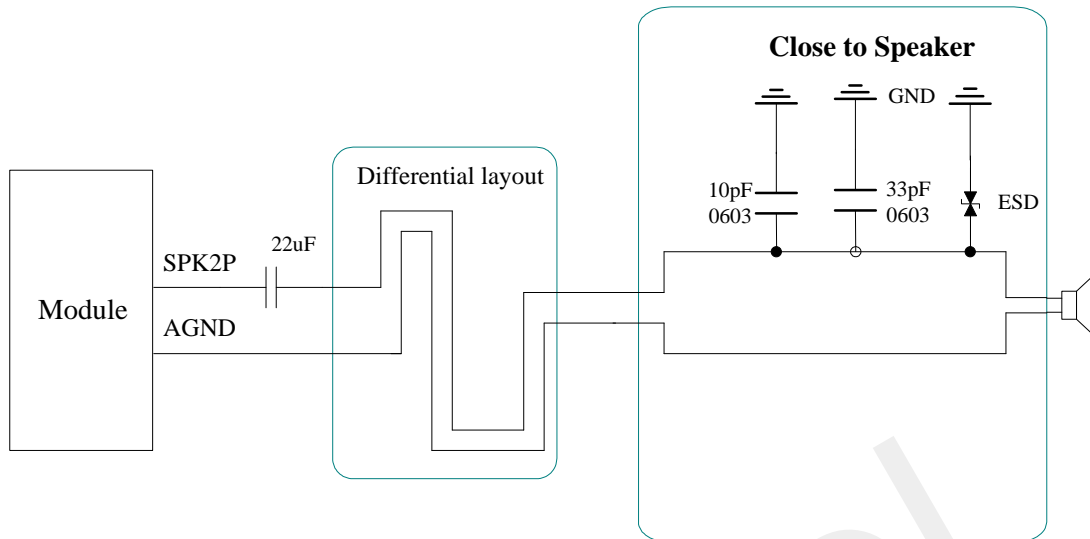 Close to Speaker
GND
Differential layout
10pF
0603
33pF
0603
ESD
22uF
SPK2P
Module
AGND